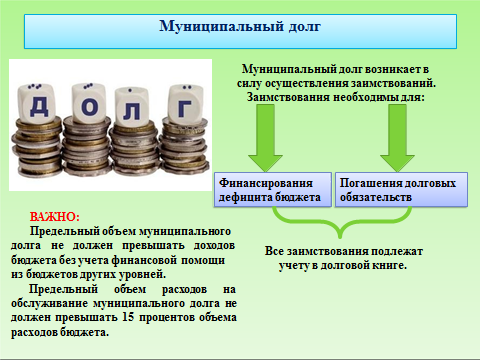 Муниципальный долг
ДОЛГ
Муниципальный долг возникает в
силу осуществления заимствований.
Заимствования необходимы для:
Финансирования
дефицита бюджета
Погашения долговых
обязательств
ВАЖНО:
Предельный объем муниципального
долга не должен превышать доходов
бюджета без учета финансовой помощи
из бюджетов других уровней.
Предельный объем расходов на
обслуживание муниципального долга не
должен превышать 15 процентов объема
расходов бюджета.
Все заимствования подлежат
учету в долговой книге.